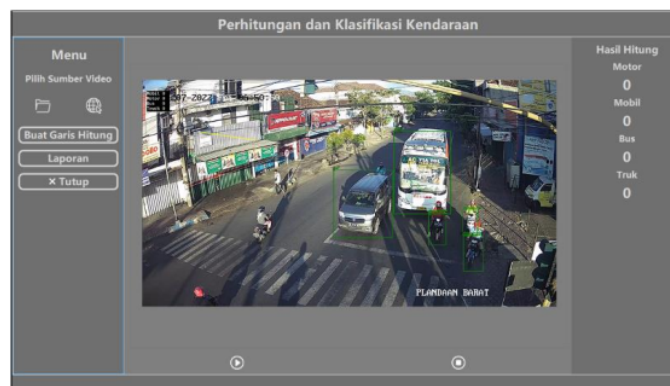 Perhitungan dan Klasifikasi Kendaraan
Menu
Pilih Sumber Video
Buat Garis Hitung
Laporan
× Tutup
PLANDAAN BARAT
Hasil Hitung
Motor
0
Mobil
0
Bus
0
Truk
0